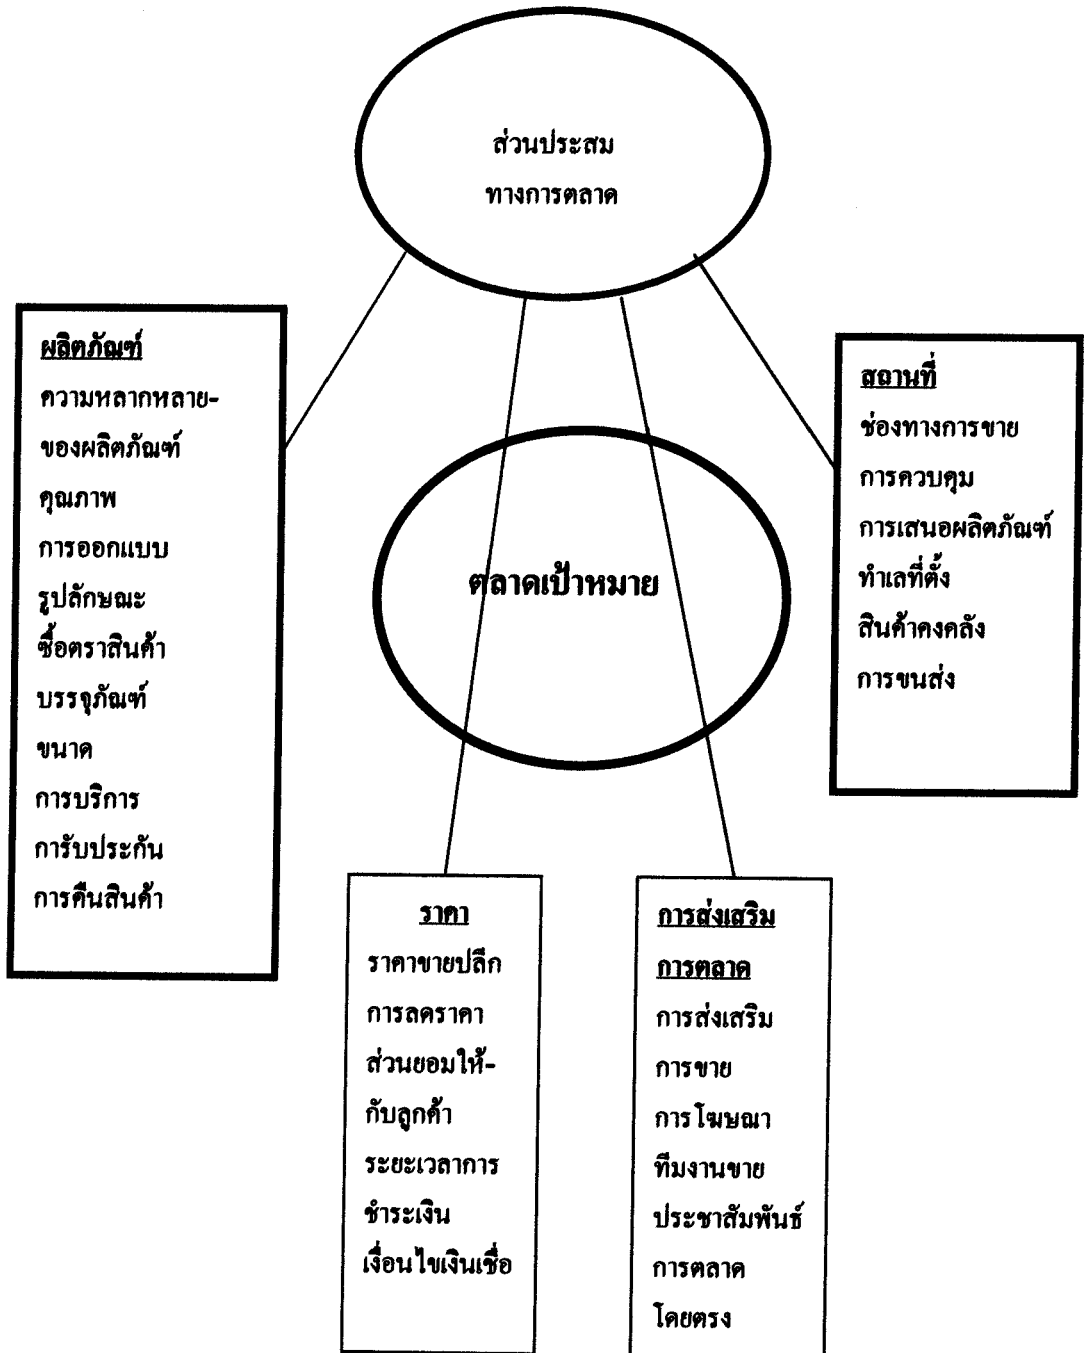 ส่วนประสม
ทางการตลาด
ผลิตภัณฑ์
ความหลากหลาย-
ของผลิตภัณฑ์
คุณภาพ
การออกแบบ
รูปลักษณะ
ซื้อตราสินค้า
บรรจุภัณฑ์
ขนาด
การบริการ
การับประกัน
การคืนสินค้า
ตลาดเป้าหมาย
สถานที่
ช่องทางการขาย
การควบคุม
การเสนอผลิตภัณฑ์
ทำเลที่ตั้ง
สินค้าคงคลัง
การขนส่ง
ราคา
ราคาขายปลีก
การลดราคา
ส่วนยอมให้-
กับลูกค้า
ระยะเวลาการ
ชำระเงิน
เงื่อนไขเงินเชื่อ
การส่งเสริม
การตลาด
การส่งเสริม
การขาย
การโฆษณา
ทีมงานขาย
ประชาสัมพันธ์
การตลาด
โดยตรง